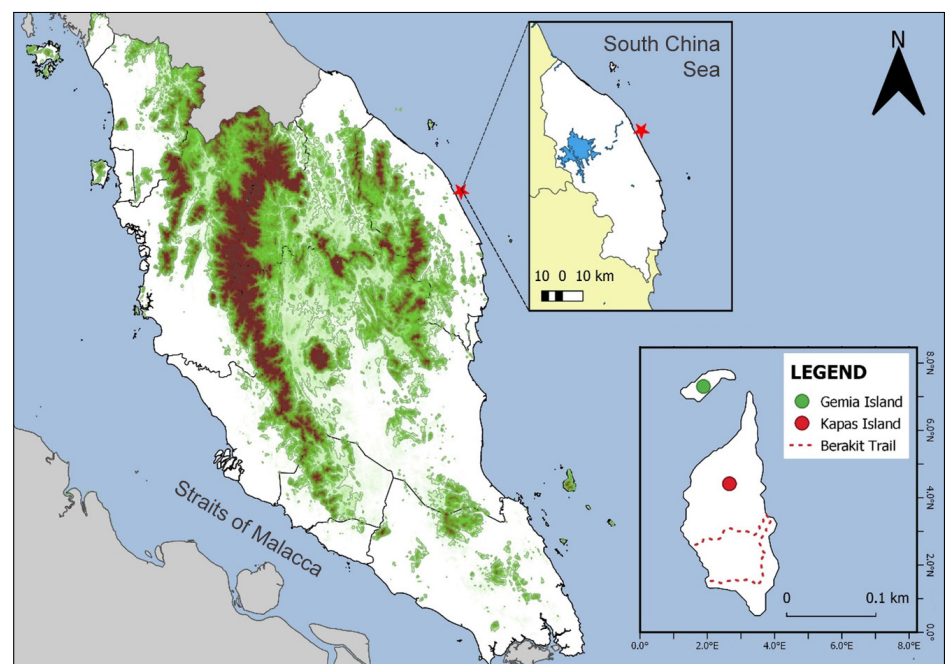 South China
Sea
N
10 0 10 km
Straits of Malacca
LEGEND
Gemia Island
Kapas Island
Berakit Trail
0 0.1 km
8.0°N
6.0°N
4.0°N
2.0°N
0.0°
0.0° 2.0°E 4.0°E 6.0°E 8.0°E